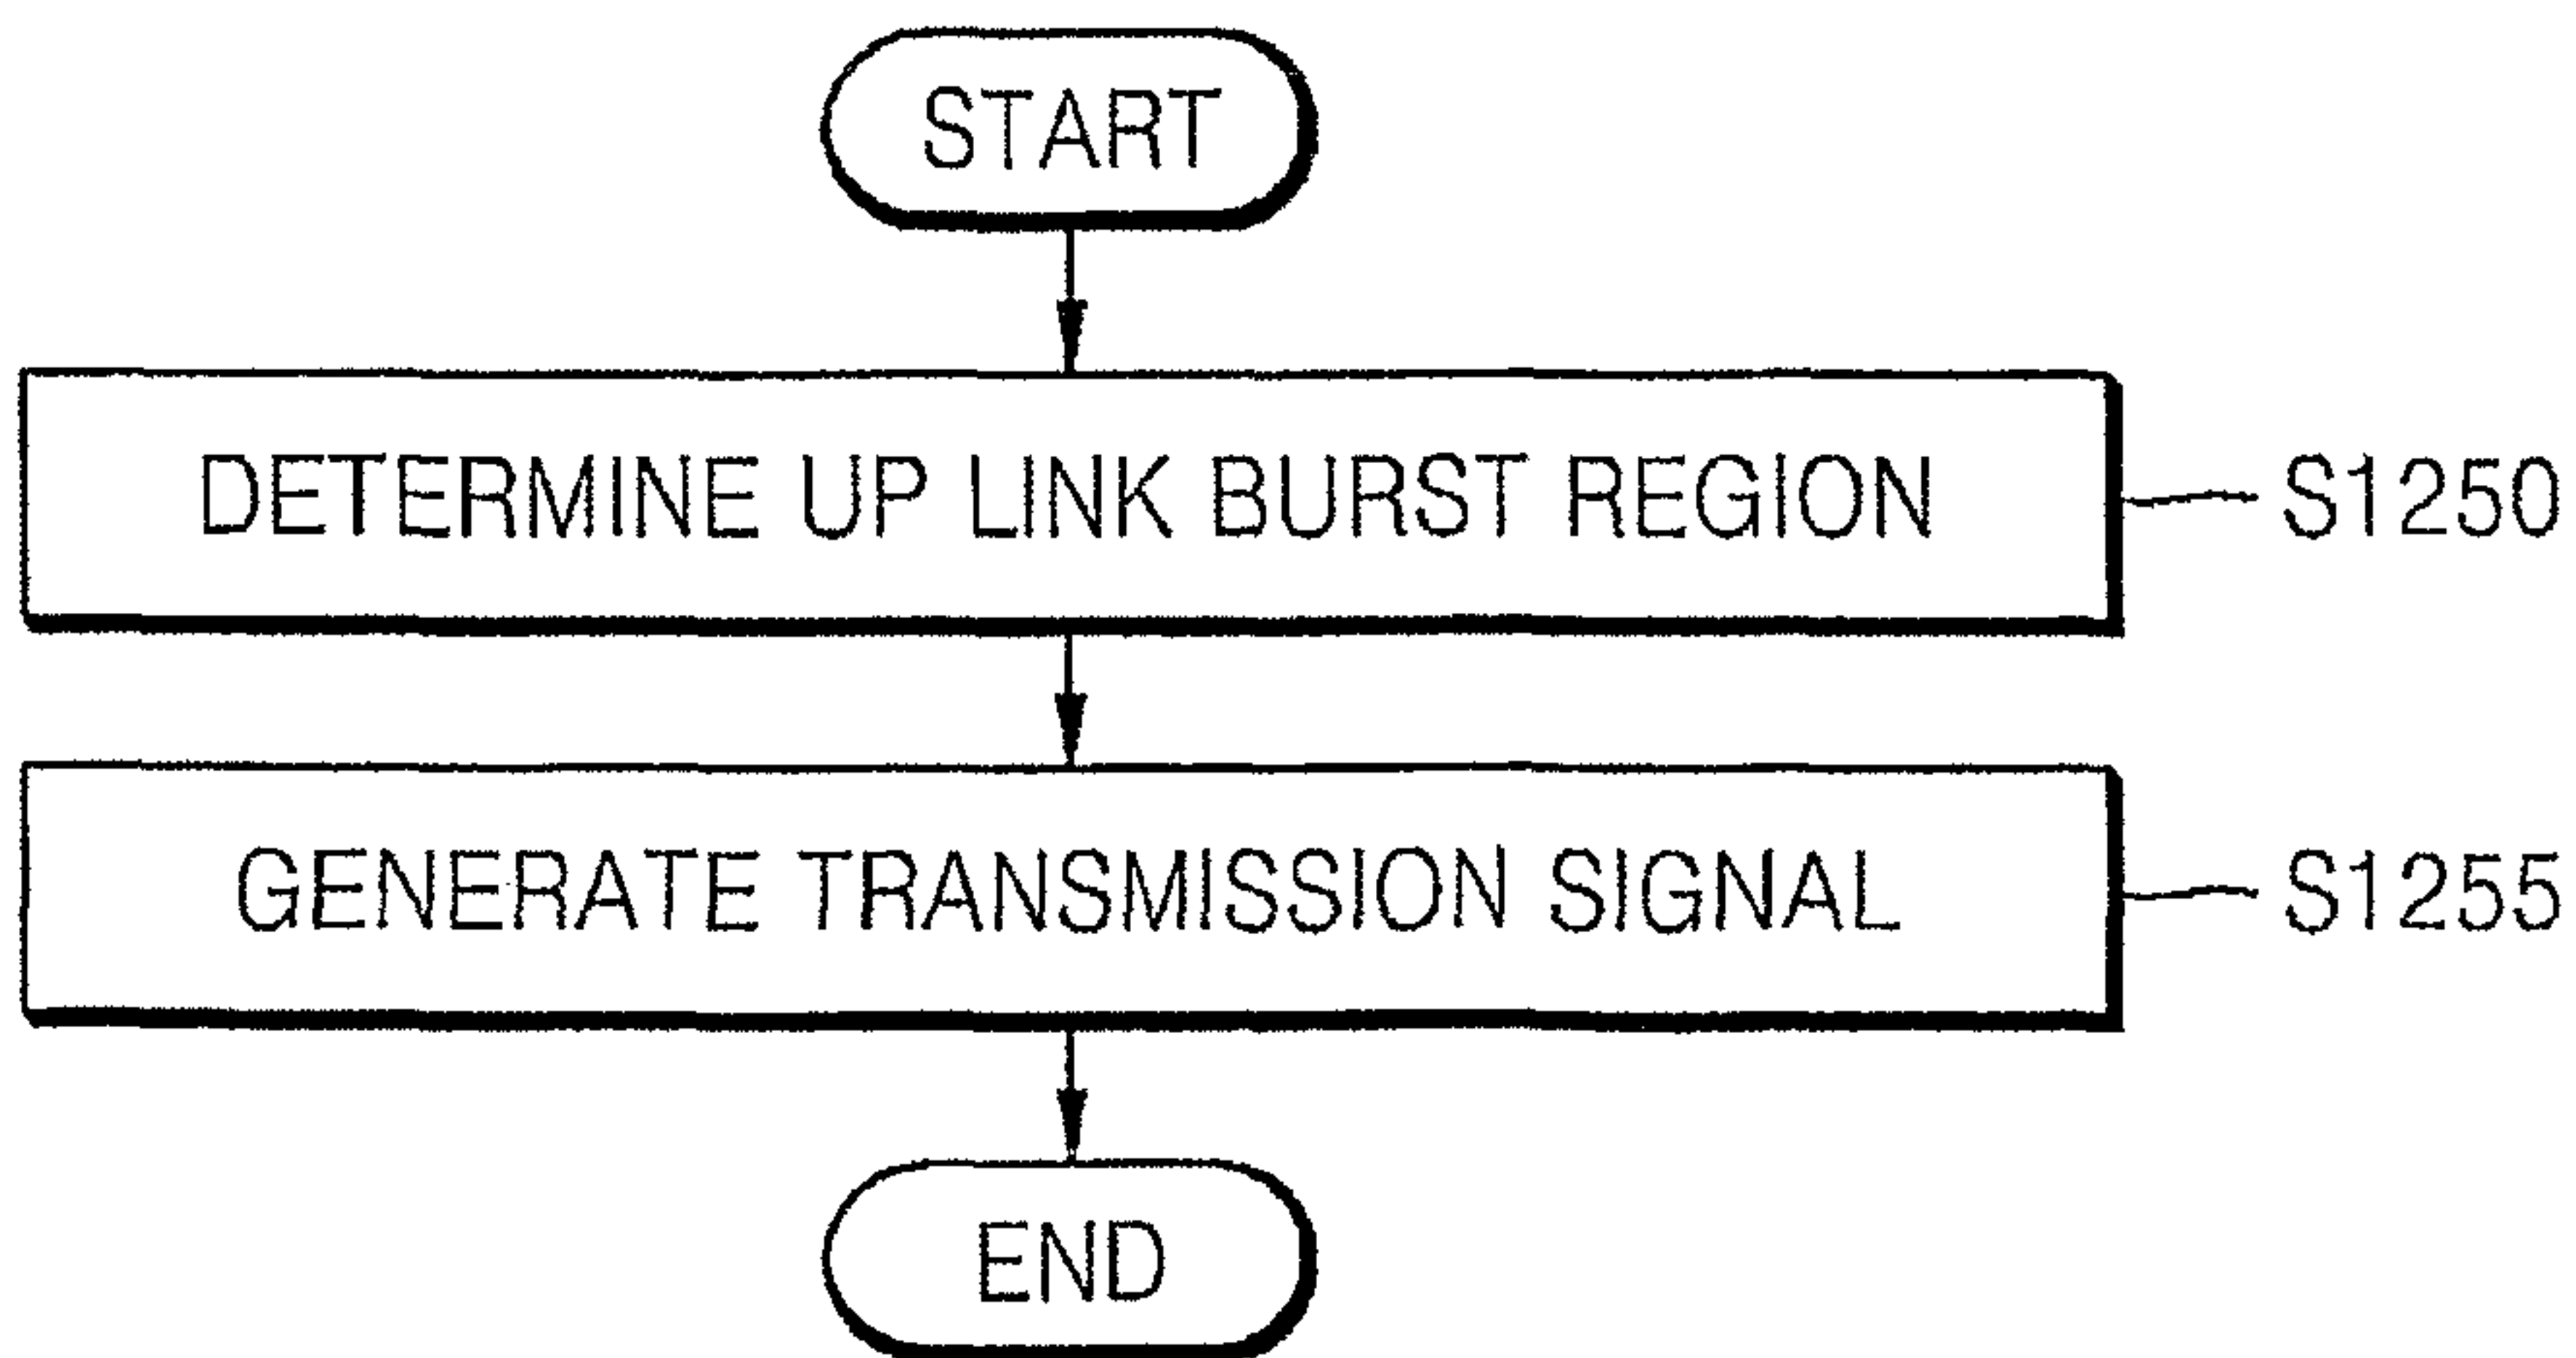 START
DETERMINE UP LINK BURST REGION
S1250
GENERATE TRANSMISSION SIGNAL
S1255
END